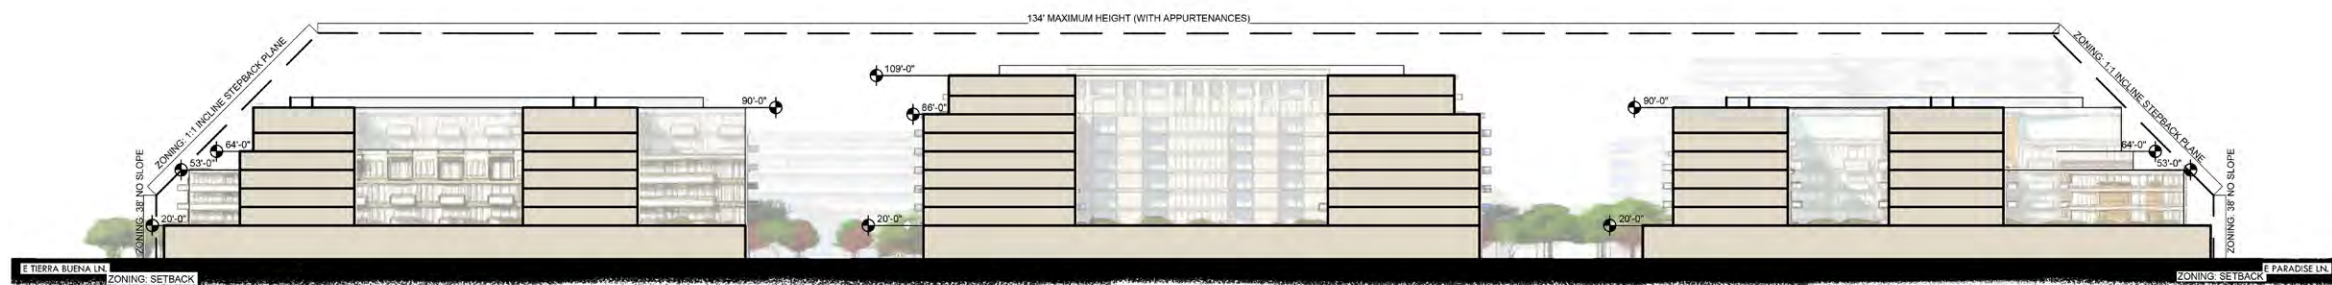 134' MAXIMUM HEIGHT (WITH APPURTENANCES)
ZONING: 1:1 INCLINE STEPBACK PLANE
ZONING: 1:1 INCLINE STEPBACK PLANE
109'-0"
90'-0"
86'-0"
90'-0"
64'-0"
53'-0"
64'-0"
53'-0"
ZONING: 38' NO SLOPE
ZONING: 38' NO SLOPE
20'-0"
20'-0"
20'-0"
E TIERRA BUENA LN.
ZONING: SETBACK
E PARADISE LN.
ZONING: SETBACK